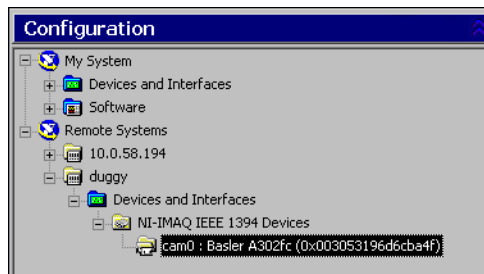 Configuration
My System
Devices and Interfaces
Software
Remote Systems
10.0.58.194
duggy
Devices and Interfaces
NI-IMAQ IEEE 1394 Devices
cam0 : Basler A302fc (0x003053196d6cba4f)